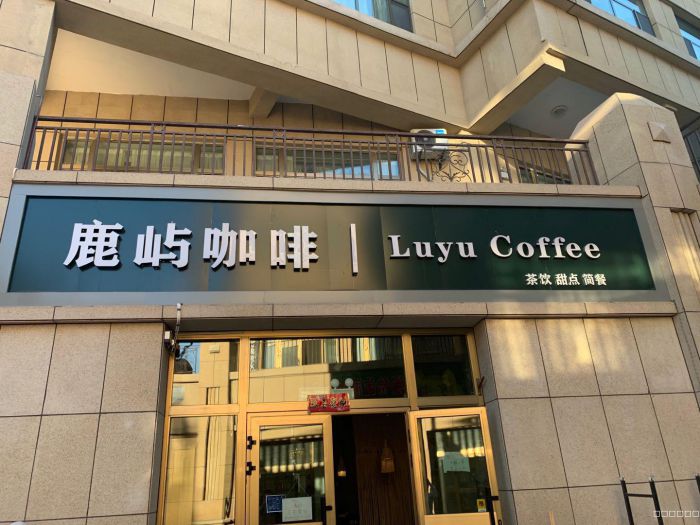 鹿屿咖啡 | Luyu Coffee
茶饮 甜点 简餐